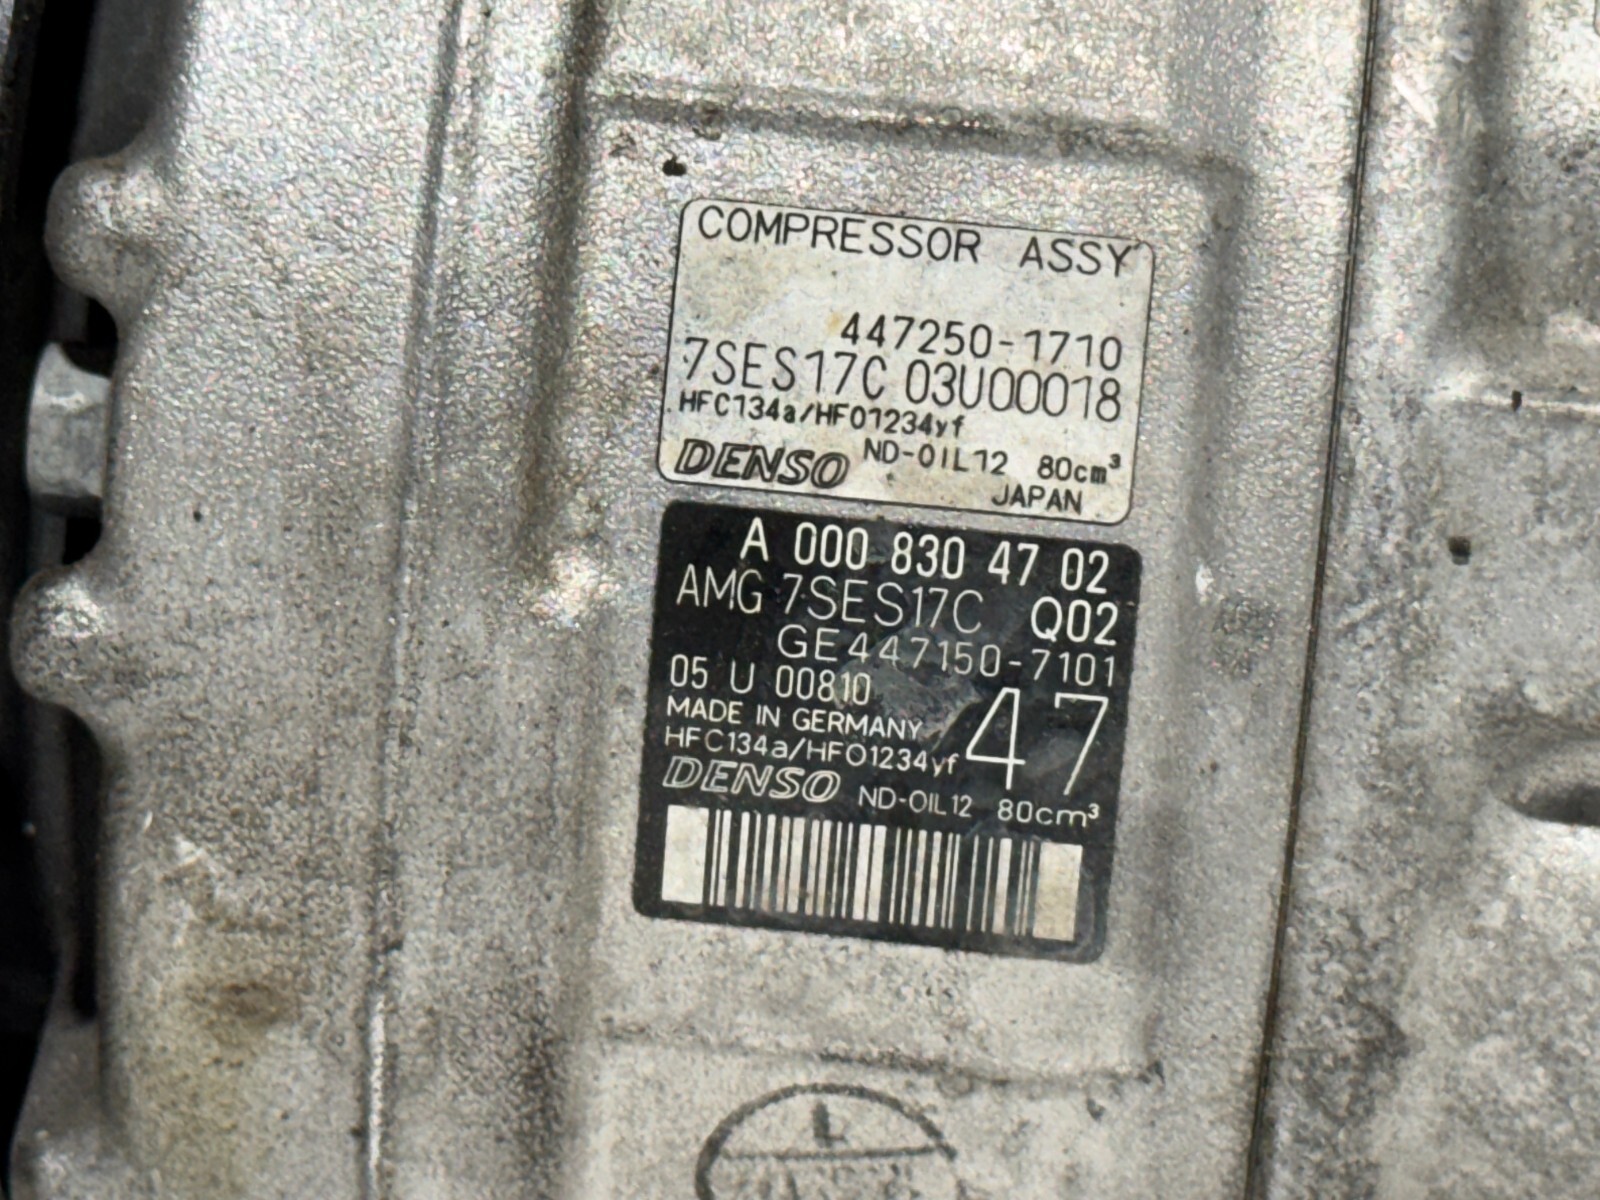 COMPRESSOR ASSY
447250-1710
7SES17C 03U00018
HFC134a/HFO1234yf
DENSO ND-OIL12 80cm³
JAPAN
A 000 830 47 02
AMG 7SES17C Q02
GE447150-7101
05 U 00810
47
MADE IN GERMANY
HFC134a/HFO1234yf
DENSO ND-OIL12 80cm³
L